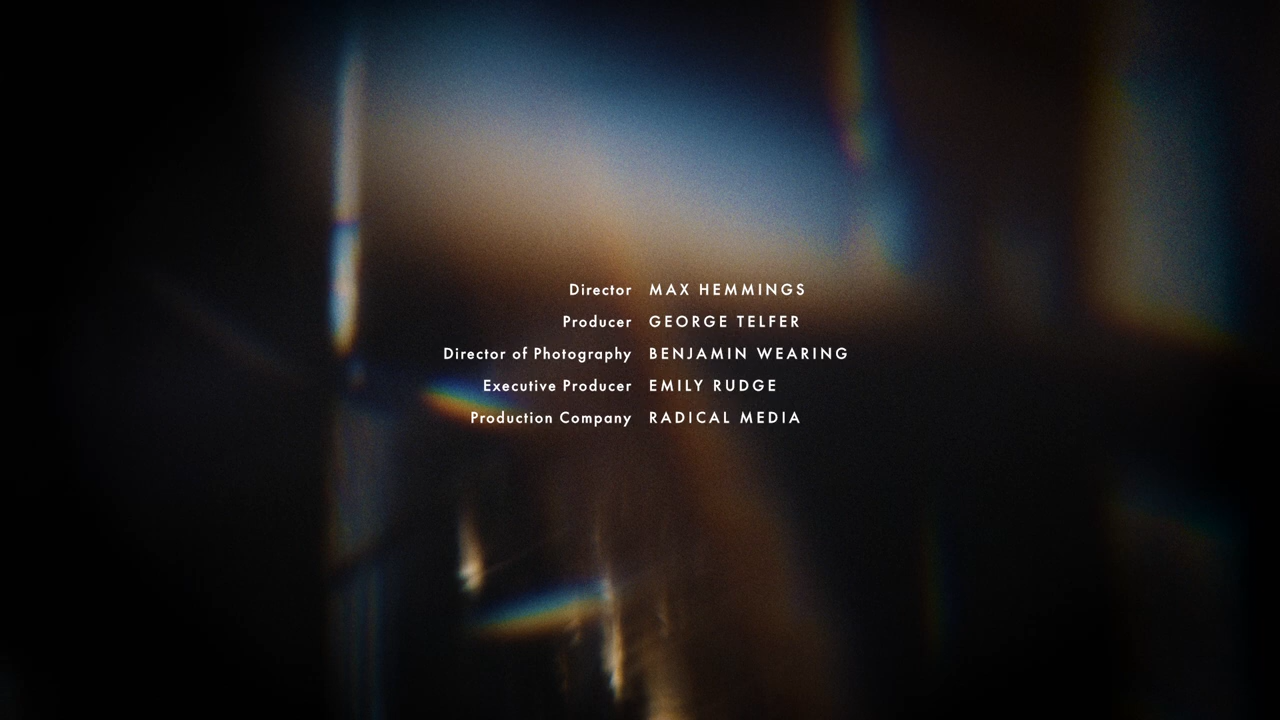 Director MAX HEMMINGS
Producer GEORGE TELFER
Director of Photography BENJAMIN WEARING
Executive Producer EMILY RUDGE
Production Company RADICAL MEDIA